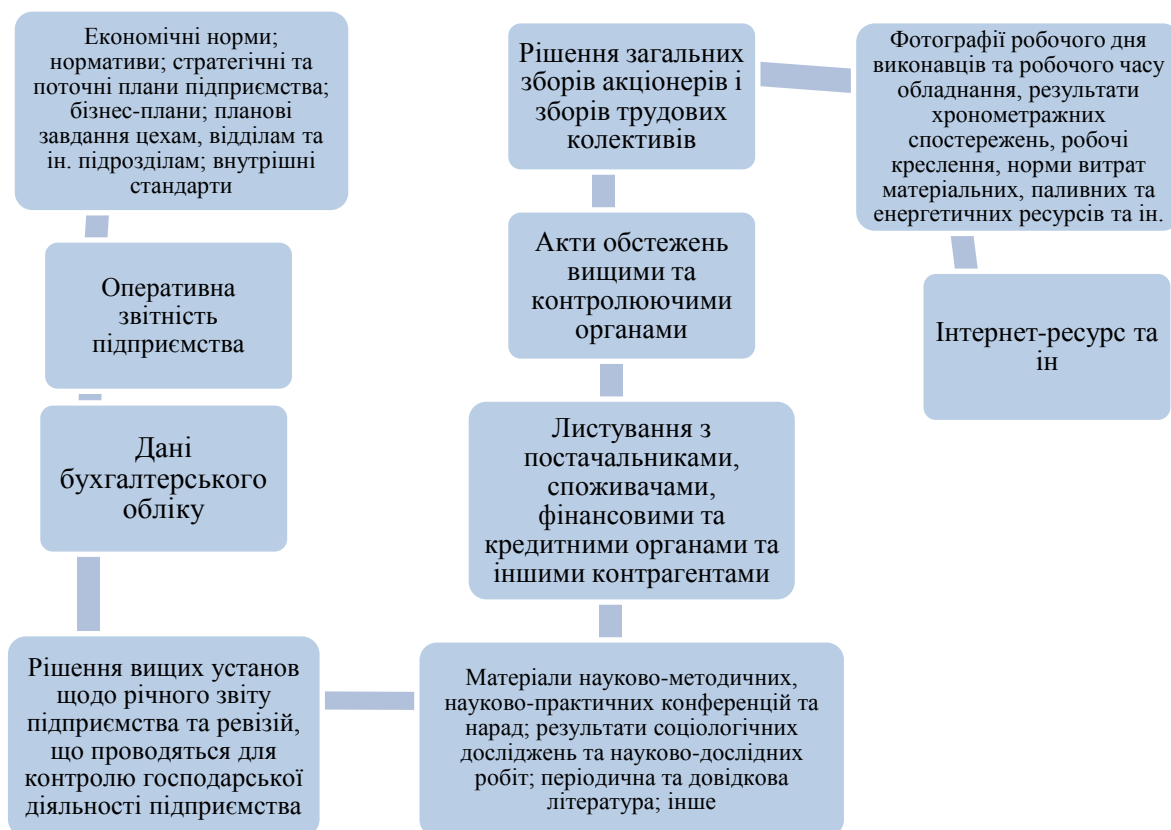 Економічні норми;
нормативи; стратегічні та
поточні плани підприємства;
бізнес-плани; планові
завдання цехам, відділам та
ін. підрозділам; внутрішні
стандарти
Оперативна
звітність
підприємства
Дані
бухгалтерського
обліку
Рішення вищих установ
щодо річного звіту
підприємства та ревізій,
що проводяться для
контролю господарської
діяльності підприємства
Матеріали науково-методичних,
науково-практичних конференцій та
нарад; результати соціологічних
досліджень та науково-дослідних
робіт; періодична та довідкова
література; інше
Листування з
постачальниками,
споживачами,
фінансовими та
кредитними органами та
іншими контрагентами
Акти обстежень
вищими та
контролюючими
органами
Рішення загальних
зборів акціонерів і
зборів трудових
колективів
Фотографії робочого дня
виконавців та робочого часу
обладнання, результати
хронометражних
спостережень, робочі
креслення, норми витрат
матеріальних, паливних та
енергетичних ресурсів та ін.
Інтернет-ресурс та
ін